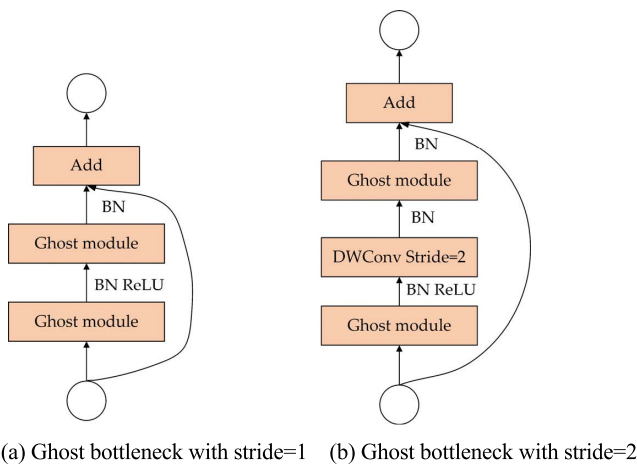 Add
BN
Ghost module
BN ReLU
Ghost module
(a) Ghost bottleneck with stride=1
Add
BN
Ghost module
BN
DWConv Stride=2
BN ReLU
Ghost module
(b) Ghost bottleneck with stride=2